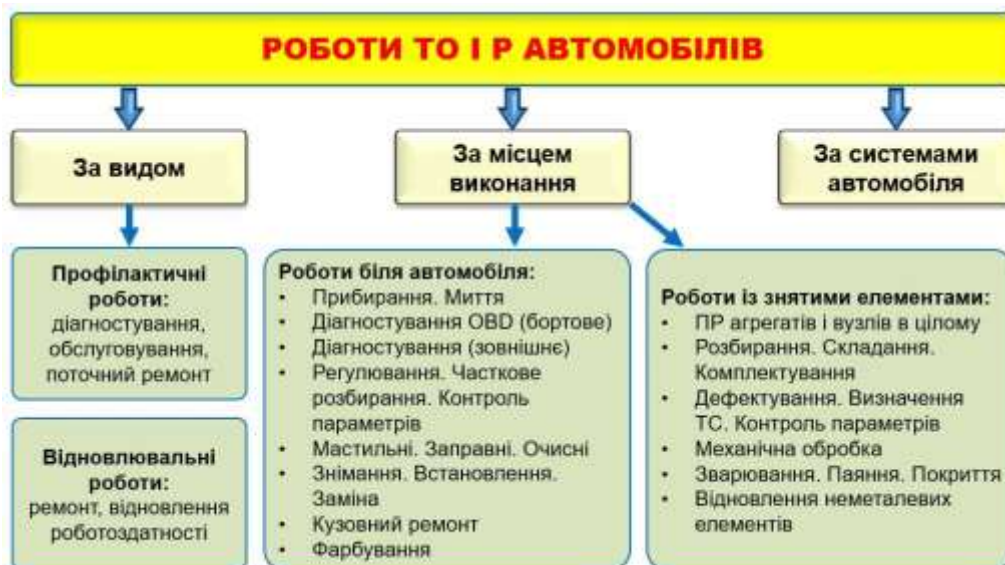 РОБОТИ ТО І Р АВТОМОБІЛІВ
За видом
За місцем
виконання
За системами
автомобіля
Профілактичні
роботи:
діагностування,
обслуговування,
поточний ремонт
Відновлювальні
роботи:
ремонт, відновлення
роботоздатності
Роботи біля автомобіля:
• Прибирання. Миття
• Діагностування OBD (бортове)
• Діагностування (зовнішнє)
• Регулювання. Часткове
розбирання. Контроль
параметрів
• Мастильні. Заправні. Очисні
• Знімання. Встановлення.
Заміна
• Кузовний ремонт
• Фарбування
Роботи із знятими елементами:
• ПР агрегатів і вузлів в цілому
• Розбирання. Складання.
Комплектування
• Дефектування. Визначення
ТС. Контроль параметрів
• Механічна обробка
• Зварювання. Паяння. Покриття
• Відновлення неметалевих
елементів